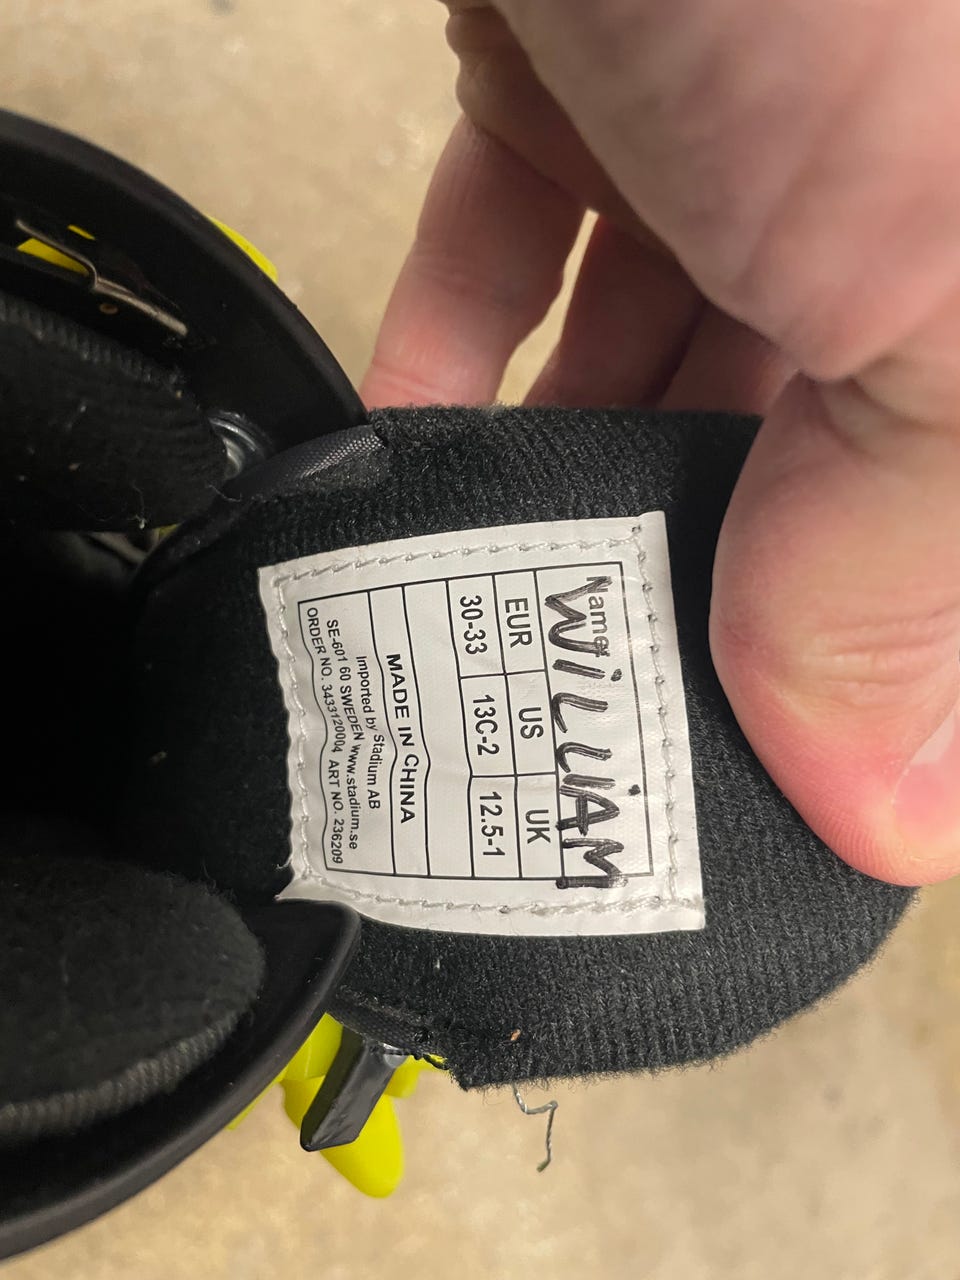 Name:
WILLIAM
EUR US UK
30-33 13C-2 12.5-1
MADE IN CHINA
Imported by Stadium AB
SE-601 60 SWEDEN www.stadium.se
ORDER NO. 3433120004 ART NO. 236209